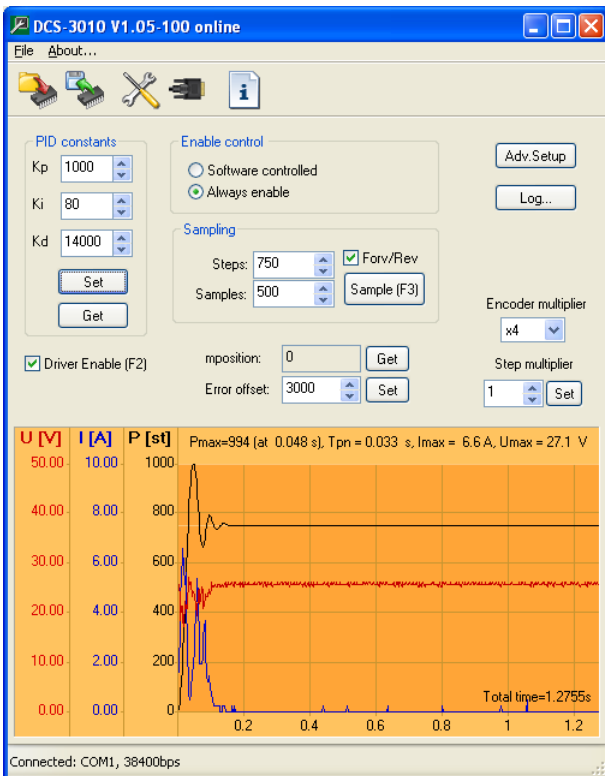 DCS-3010 V1.05-100 online
File About...
PID constants
Kp 1000
Ki 80
Kd 14000
Set
Get
Enable control
Software controlled
Always enable
Adv.Setup
Log...
Sampling
Steps: 750
Forv/Rev
Samples: 500
Sample (F3)
Encoder multiplier
x4
Driver Enable (F2)
mposition: 0 Get
Error offset: 3000 Set
Step multiplier
1 Set
U [V] I [A] P [st]
Pmax=994 (at 0.048 s), Tpn = 0.033 s, Imax = 6.6 A, Umax = 27.1 V
50.00 10.00 1000
40.00 8.00 800
30.00 6.00 600
20.00 4.00 400
10.00 2.00 200
0.00 0.00 0
Total time=1.2755s
0.2 0.4 0.6 0.8 1 1.2
Connected: COM1, 38400bps